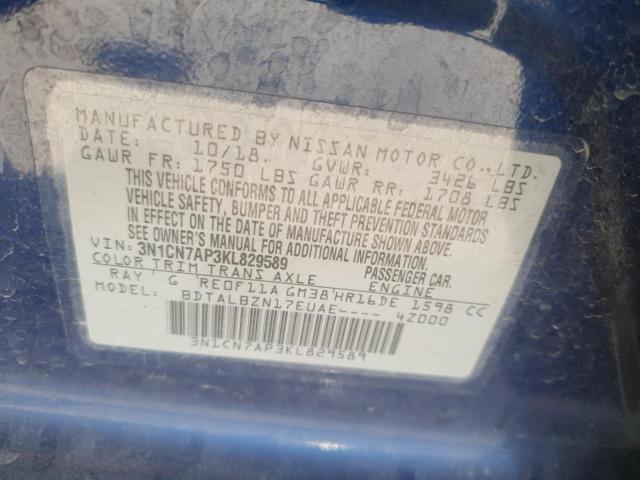 MANUFACTURED BY NISSAN MOTOR CO., LTD.
DATE: 10/18. GVWR: 3426 LBS
GAWR FR: 1750 LBS GAWR RR: 1708 LBS
THIS VEHICLE CONFORMS TO ALL APPLICABLE FEDERAL MOTOR
VEHICLE SAFETY, BUMPER AND THEFT PREVENTION STANDARDS
IN EFFECT ON THE DATE OF MANUFACTURE SHOWN ABOVE.
SEE OWNER'S MANUAL FOR ADDITIONAL INFORMATION.
VIN: 3N1CN7AP3KL829589 PASSENGER CAR.
COLOR TRIM TRANS AXLE ENGINE
RAY G RE0F11A GM38 HR16DE 1598 CC
MODEL: BDTALBZN17EUAE---- 4Z000
3N1CN7AP3KL829589